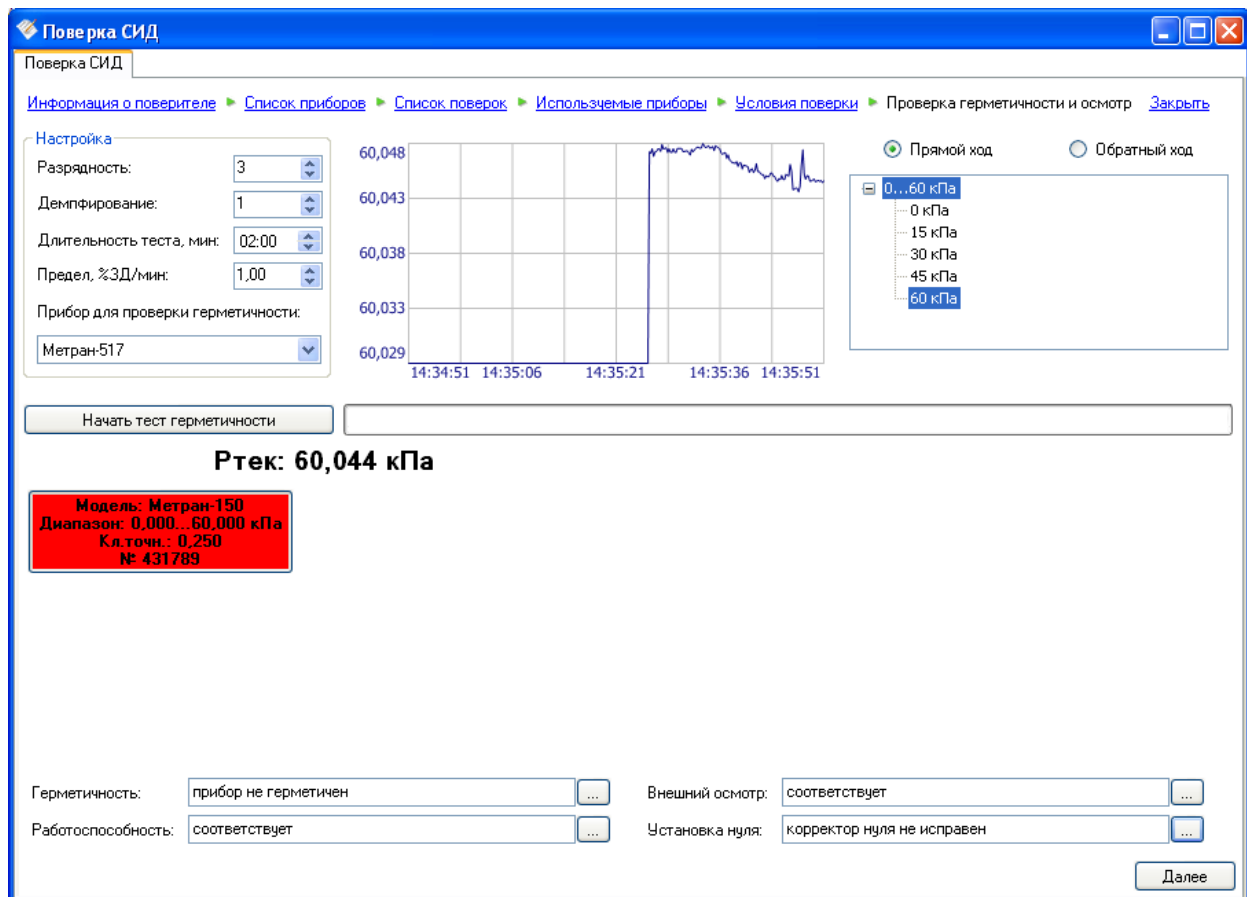 Поверка СИД
Поверка СИД
Информация о поверителе Список приборов Список поверок Используемые приборы Условия поверки Проверка герметичности и осмотр Закрыть
Настройка
Разрядность: 3
Демпфирование: 1
Длительность теста, мин: 02:00
Предел, %ЗД/мин: 1,00
Прибор для проверки герметичности:
Метран-517
60,048
60,043
60,038
60,033
60,029
14:34:51 14:35:06 14:35:21 14:35:36 14:35:51
Прямой ход Обратный ход
0...60 кПа
0 кПа
15 кПа
30 кПа
45 кПа
60 кПа
Начать тест герметичности
Ртек: 60,044 кПа
Модель: Метран-150
Диапазон: 0,000...60,000 кПа
Кл.точн.: 0,250
№ 431789
Герметичность: прибор не герметичен ... Внешний осмотр: соответствует ...
Работоспособность: соответствует ... Установка нуля: корректор нуля не исправен ...
Далее